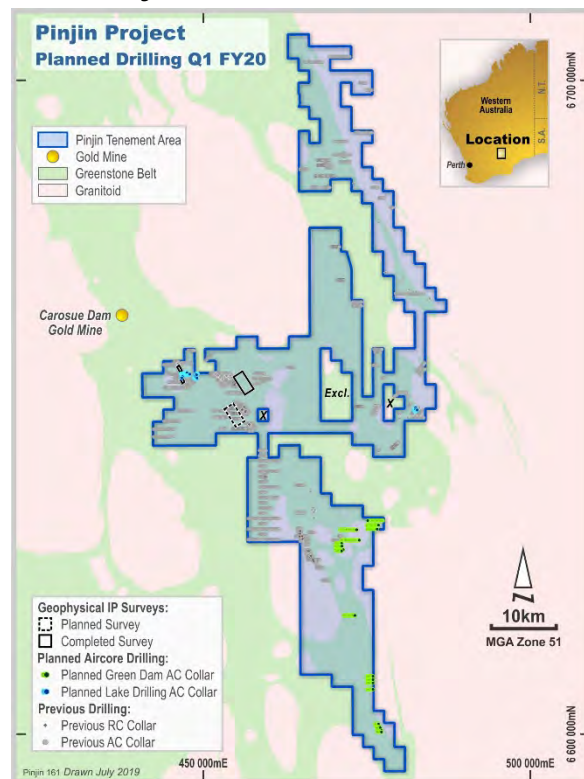 Pinjin Project
Planned Drilling Q1 FY20
Pinjin Tenement Area
Gold Mine
Greenstone Belt
Granitoid
Western
Australia
Location
Perth
N.T.
S.A.
6 700 000mN
Carosue Dam
Gold Mine
Excl.
X
X
Geophysical IP Surveys:
Planned Survey
Completed Survey
Planned Aircore Drilling:
Planned Green Dam AC Collar
Planned Lake Drilling AC Collar
Previous Drilling:
Previous RC Collar
Previous AC Collar
N
10km
MGA Zone 51
6 600 000mN
Pinjin 161 Drawn July 2019
450 000mE
500 000mE